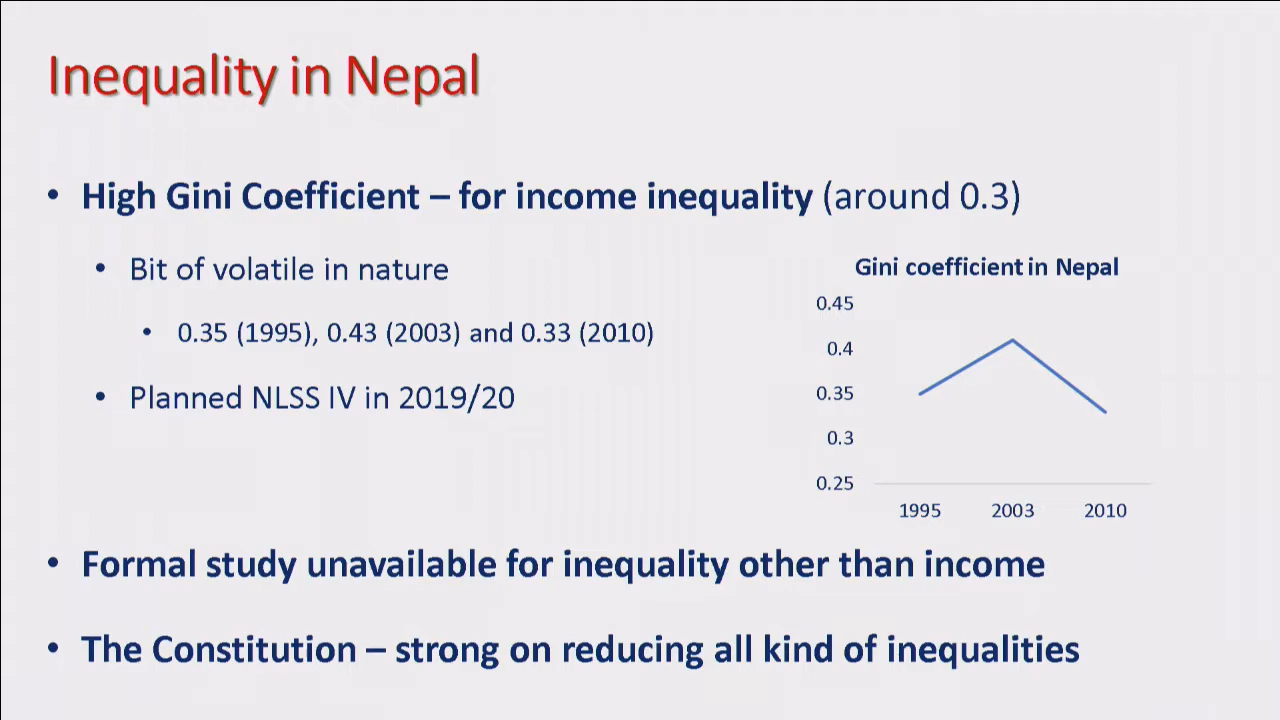 Inequality in Nepal
• High Gini Coefficient – for income inequality (around 0.3)
• Bit of volatile in nature
• 0.35 (1995), 0.43 (2003) and 0.33 (2010)
• Planned NLSS IV in 2019/20
Gini coefficient in Nepal
0.45
0.4
0.35
0.3
0.25
1995 2003 2010
• Formal study unavailable for inequality other than income
• The Constitution – strong on reducing all kind of inequalities